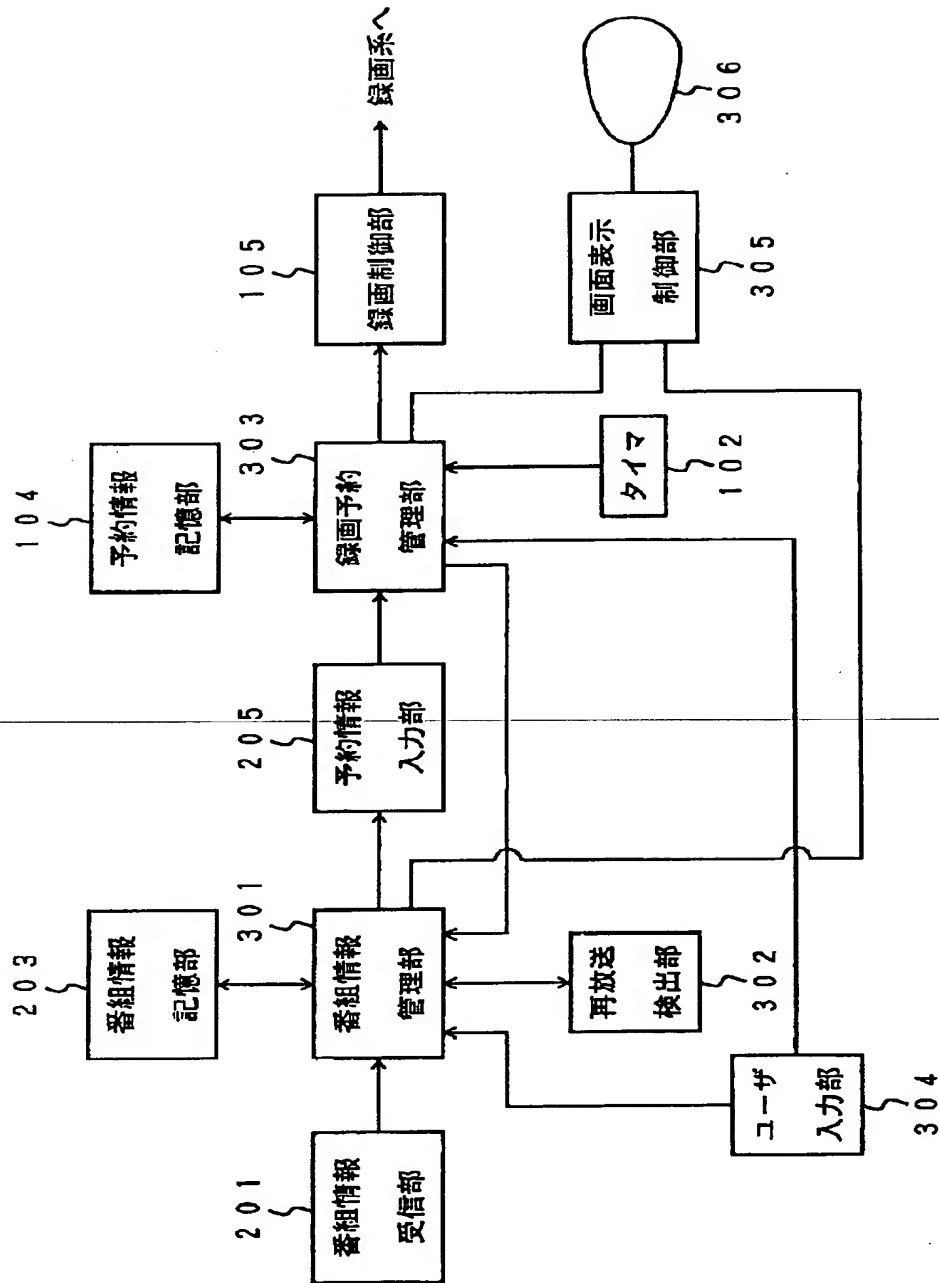 203
番組情報
記憶部
104
予約情報
記憶部
201
番組情報
受信部
301
番組情報
管理部
205
予約情報
入力部
303
録画予約
管理部
105
録画制御部
録画系へ
再放送
検出部
302
タイマ
102
画面表示
制御部
305
306
ユーザ
入力部
304